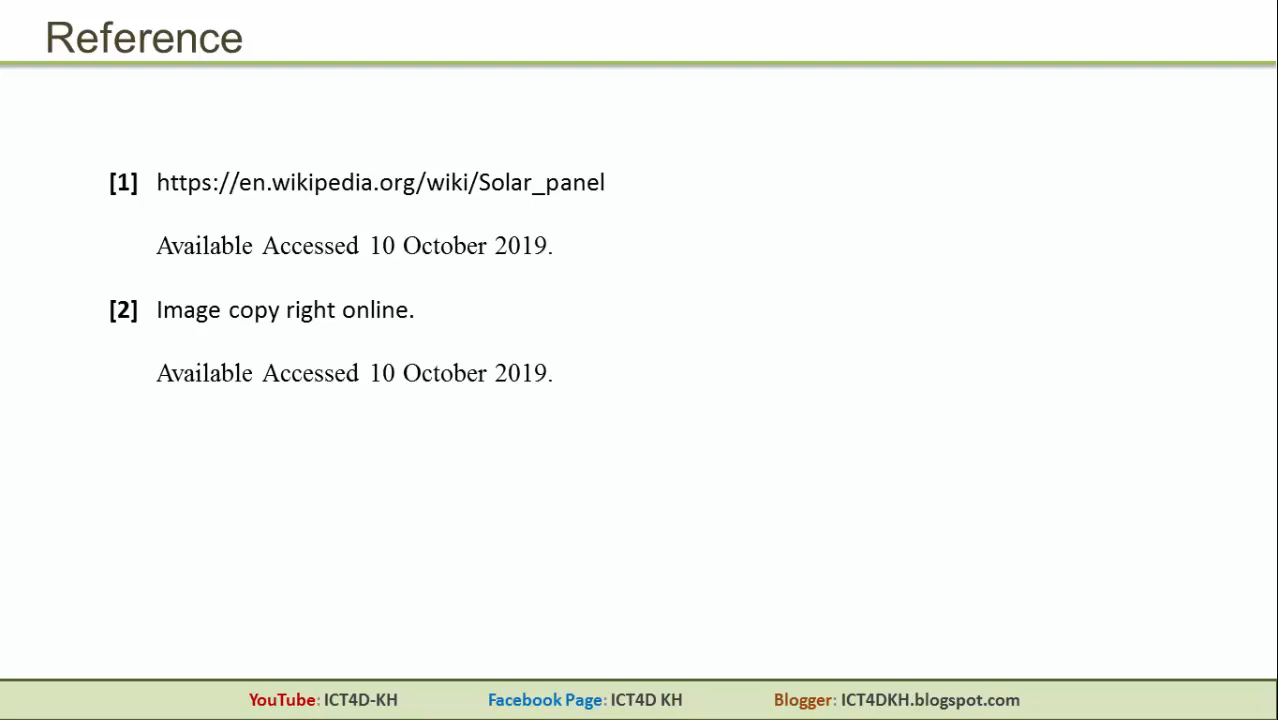 Reference
[1] https://en.wikipedia.org/wiki/Solar_panel
Available Accessed 10 October 2019.
[2] Image copy right online.
Available Accessed 10 October 2019.
YouTube: ICT4D-KH Facebook Page: ICT4D KH Blogger: ICT4DKH.blogspot.com